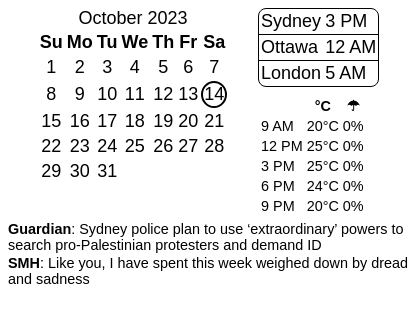 October 2023
Su Mo Tu We Th Fr Sa
1 2 3 4 5 6 7
8 9 10 11 12 13 14
15 16 17 18 19 20 21
22 23 24 25 26 27 28
29 30 31
Sydney 3 PM
Ottawa 12 AM
London 5 AM
°C ☂
9 AM 20°C 0%
12 PM 25°C 0%
3 PM 25°C 0%
6 PM 24°C 0%
9 PM 20°C 0%
Guardian: Sydney police plan to use ‘extraordinary’ powers to
search pro-Palestinian protesters and demand ID
SMH: Like you, I have spent this week weighed down by dread
and sadness